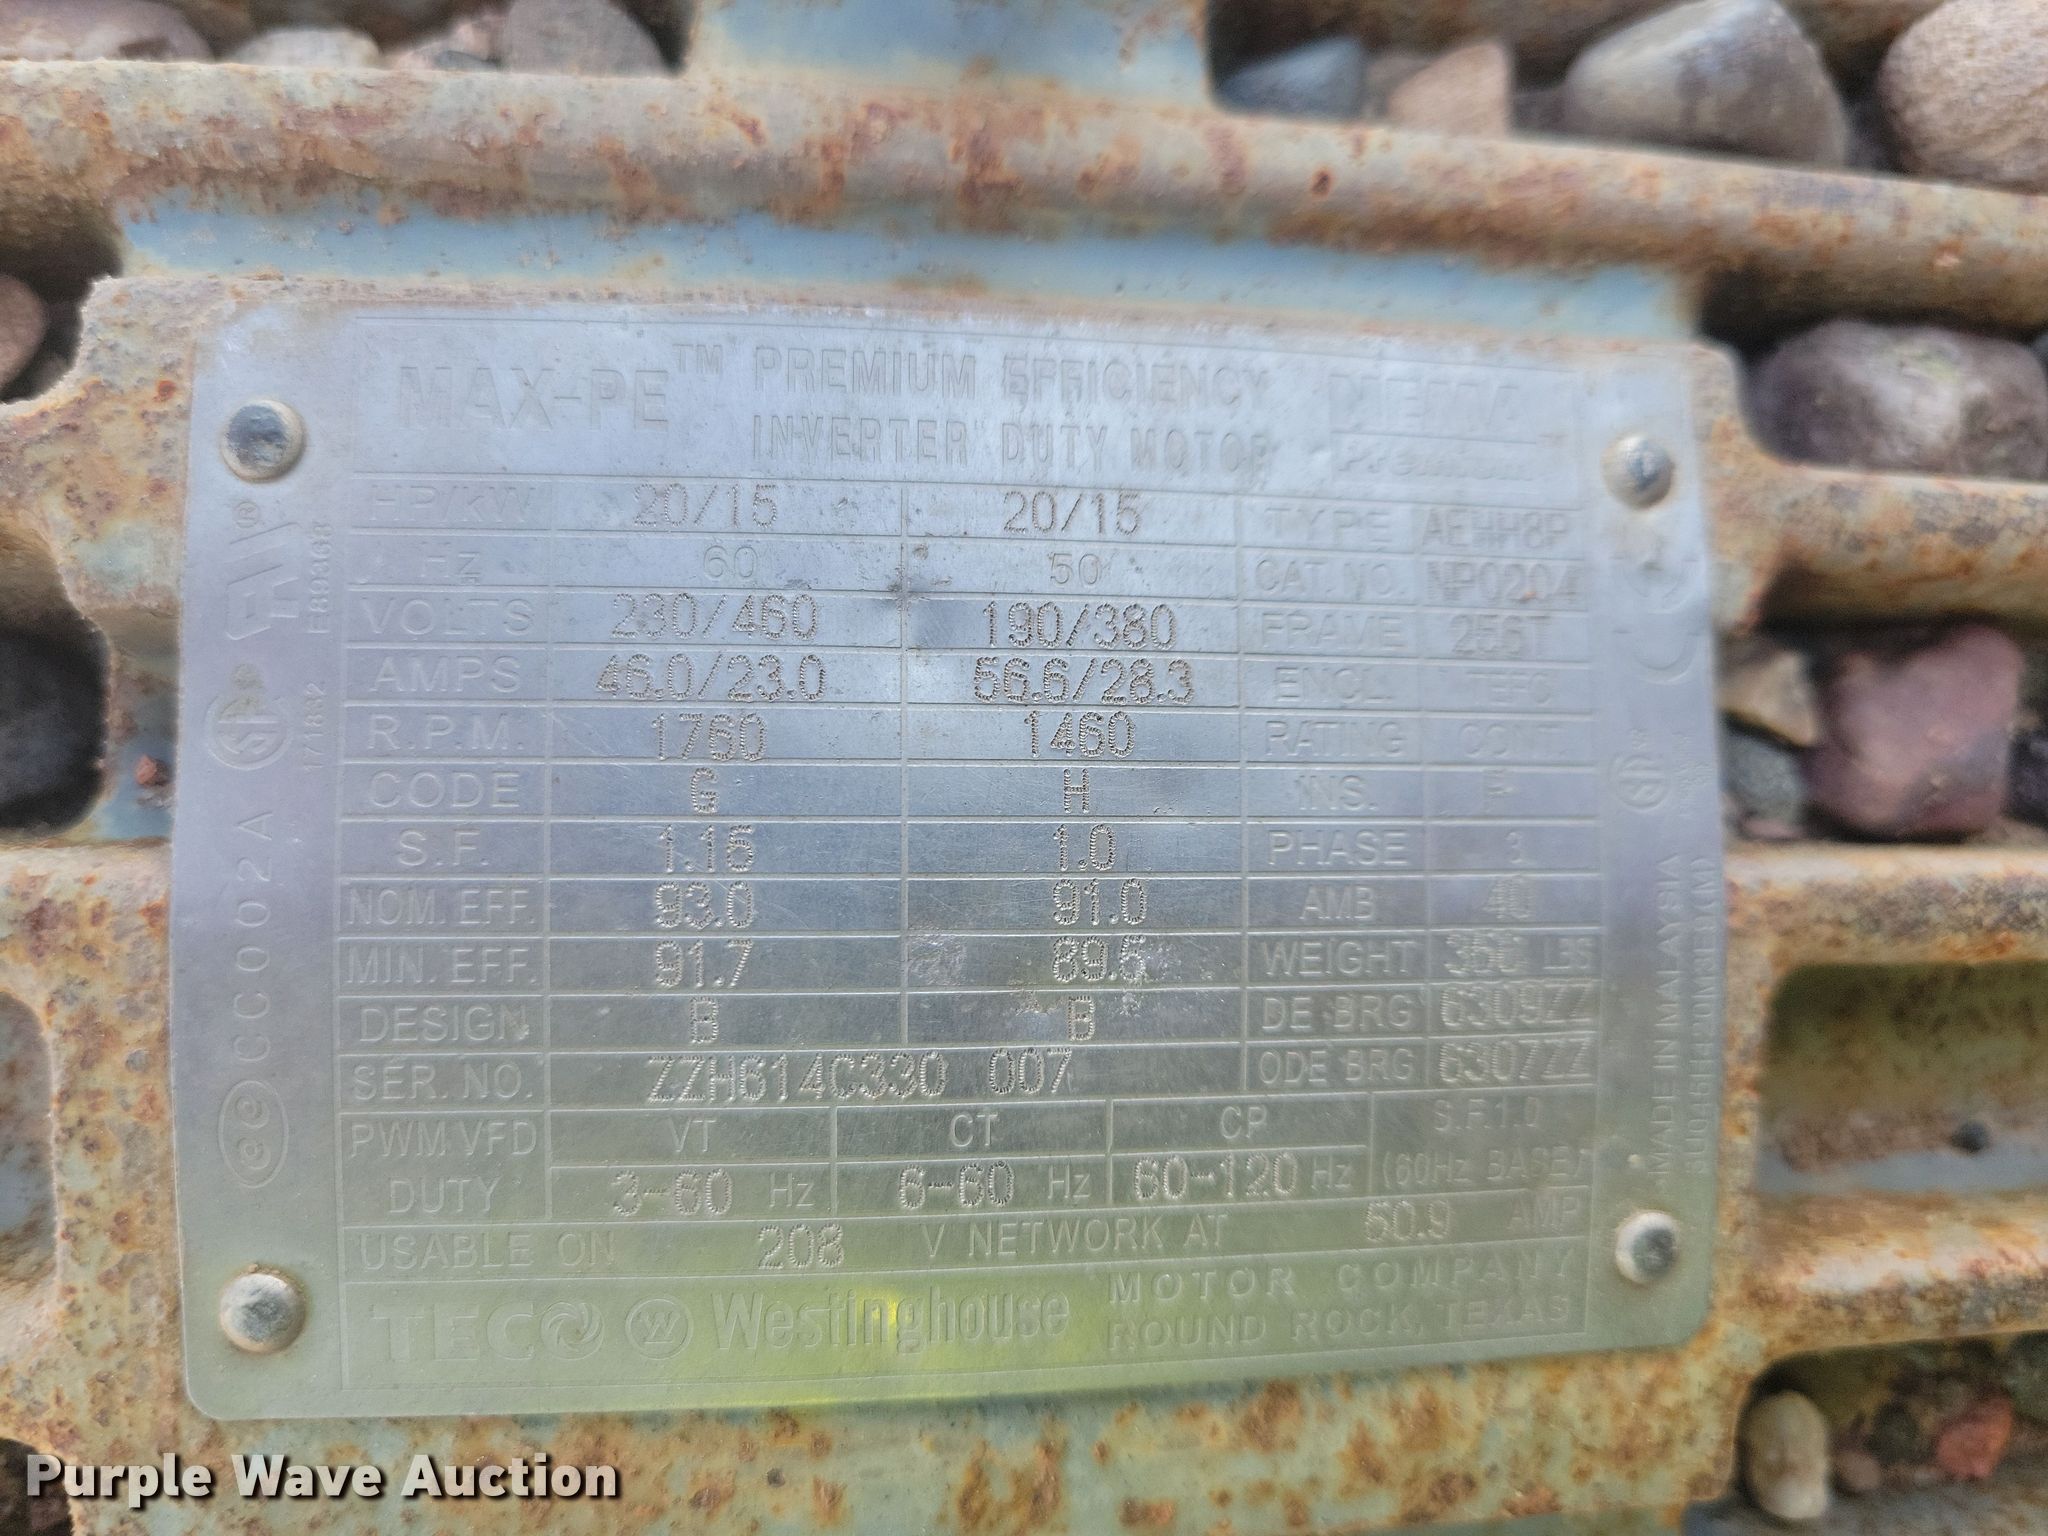 MAX-PE™ PREMIUM EFFICIENCY
INVERTER DUTY MOTOR
NEMA
Premium™
HP/kW 20/15 20/15 TYPE AEHH8P
Hz 60 50 CAT. NO. NP0204
VOLTS 230/460 190/380 FRAME 256T
AMPS 46.0/23.0 56.6/28.3 ENCL. TEFC
R.P.M. 1760 1460 RATING
CODE G H INS. F
S.F. 1.15 1.0 PHASE 3
NOM. EFF. 93.0 91.0 AMB 40
MIN. EFF. 91.7 89.5 WEIGHT 350 LBS
DESIGN B B DE BRG 6309ZZ
SER. NO. ZZH614C330 007 ODE BRG 6307ZZ
PWM.VFD VT CT CP S.F.1.0
DUTY 3-60 Hz 6-60 Hz 60-120 Hz (60Hz BASE)
USABLE ON 208 V NETWORK AT 50.9 AMP
TECO Westinghouse MOTOR COMPANY
ROUND ROCK, TEXAS
E89368
171832
CC002A
MADE IN MALAYSIA
Purple Wave Auction